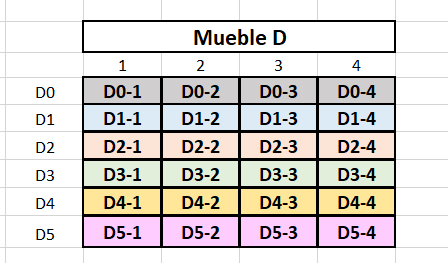 Mueble D
1 2 3 4
D0 D0-1 D0-2 D0-3 D0-4
D1 D1-1 D1-2 D1-3 D1-4
D2 D2-1 D2-2 D2-3 D2-4
D3 D3-1 D3-2 D3-3 D3-4
D4 D4-1 D4-2 D4-3 D4-4
D5 D5-1 D5-2 D5-3 D5-4